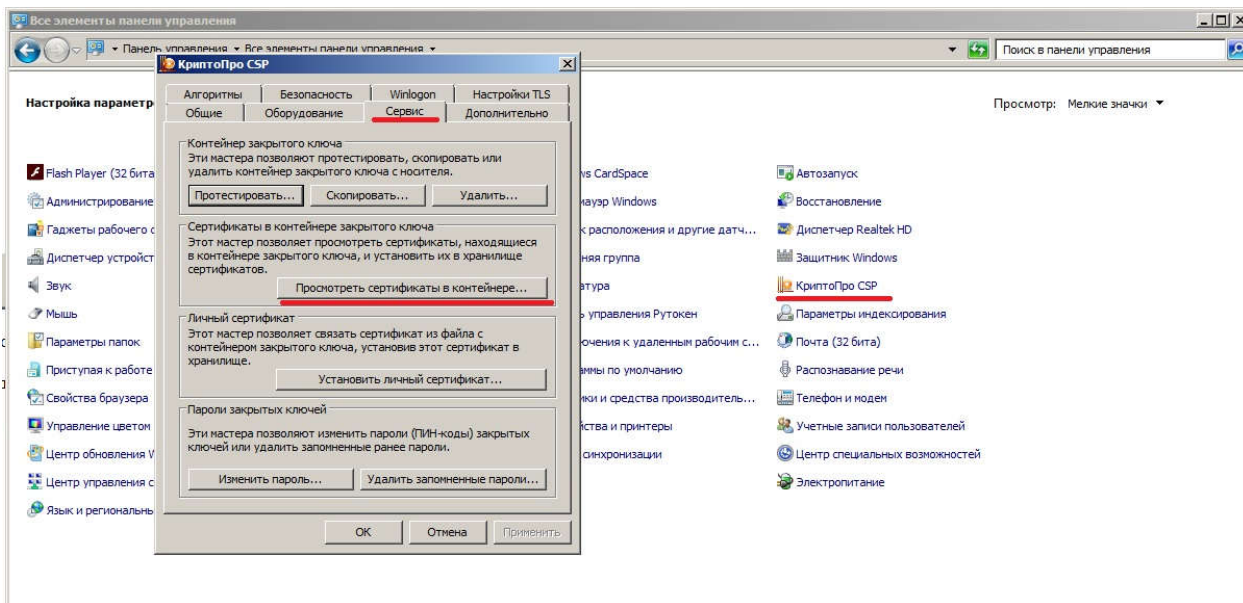 Все элементы панели управления
Панель управления Все элементы панели управления
Поиск в панели управления
Настройка параметр
Просмотр: Мелкие значки
КриптоПро CSP
Алгоритмы Безопасность Winlogon Настройки TLS
Общие Оборудование Сервис Дополнительно
Контейнер закрытого ключа
Эти мастера позволяют протестировать, скопировать или
удалить контейнер закрытого ключа с носителя.
Протестировать... Скопировать... Удалить...
Сертификаты в контейнере закрытого ключа
Этот мастер позволяет просмотреть сертификаты, находящиеся
в контейнере закрытого ключа, и установить их в хранилище
сертификатов.
Просмотреть сертификаты в контейнере...
Личный сертификат
Этот мастер позволяет связать сертификат из файла с
контейнером закрытого ключа, установив этот сертификат в
хранилище.
Установить личный сертификат...
Пароли закрытых ключей
Эти мастера позволяют изменить пароли (ПИН-коды) закрытых
ключей или удалить запомненные ранее пароли.
Изменить пароль... Удалить запомненные пароли...
ОК Отмена Применить
Flash Player (32 бита
Администрирование
Гаджеты рабочего с
Диспетчер устройст
Звук
Мышь
Параметры папок
Приступая к работе
Свойства браузера
Управление цветом
Центр обновления
Центр управления с
Язык и региональнь
ws CardSpace
науэр Windows
к расположения и другие датч...
няя группа
атура
ь управления Рутокен
ючения к удаленным рабочим с...
ммы по умолчанию
ки и средства производитель...
йства и принтеры
синхронизации
Автозапуск
Восстановление
Диспетчер Realtek HD
Защитник Windows
КриптоПро CSP
Параметры индексирования
Почта (32 бита)
Распознавание речи
Телефон и модем
Учетные записи пользователей
Центр специальных возможностей
Электропитание